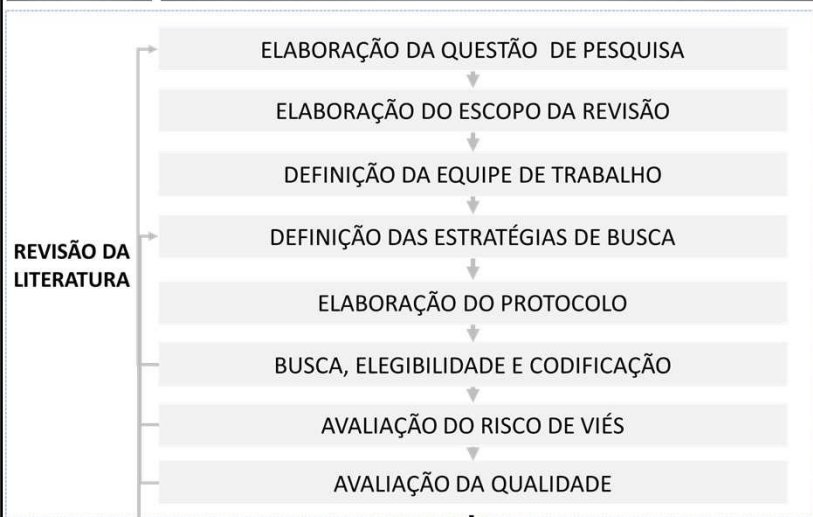 ELABORAÇÃO DA QUESTÃO DE PESQUISA
ELABORAÇÃO DO ESCOPO DA REVISÃO
DEFINIÇÃO DA EQUIPE DE TRABALHO
DEFINIÇÃO DAS ESTRATÉGIAS DE BUSCA
REVISÃO DA
LITERATURA
ELABORAÇÃO DO PROTOCOLO
BUSCA, ELEGIBILIDADE E CODIFICAÇÃO
AVALIAÇÃO DO RISCO DE VIÉS
AVALIAÇÃO DA QUALIDADE